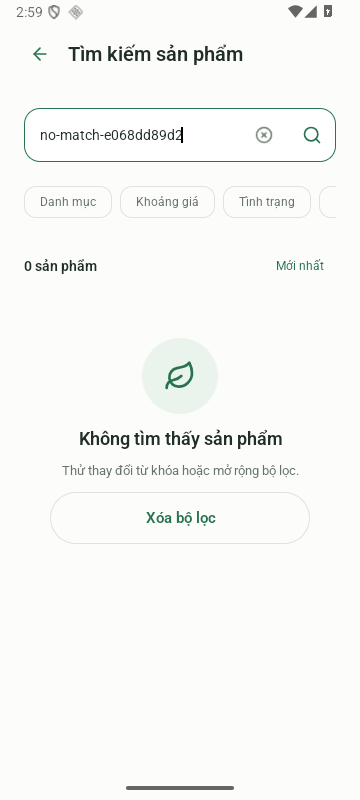 2:59
Tìm kiếm sản phẩm
no-match-e068dd89d2
Danh mục
Khoảng giá
Tình trạng
0 sản phẩm
Mới nhất
Không tìm thấy sản phẩm
Thử thay đổi từ khóa hoặc mở rộng bộ lọc.
Xóa bộ lọc